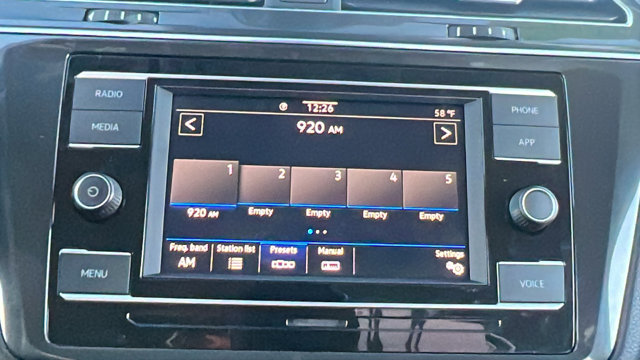 RADIO
MEDIA
MENU
12:26
58 °F
<
920 AM
>
1
2
3
4
5
920 AM
Empty
Empty
Empty
Empty
Freq. band
AM
Station list
Presets
Manual
Settings
PHONE
APP
VOICE